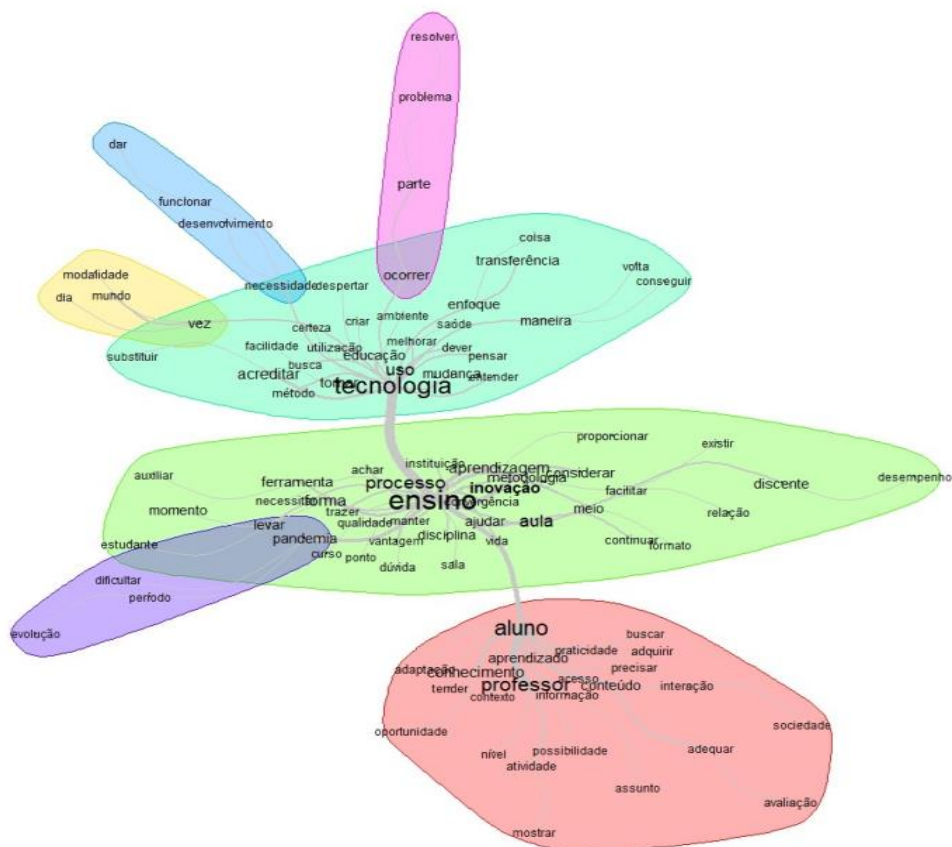 resolver
problema
dar
parte
funcionar
desenvolvimento
coisa
transferência
modalidade
ocorrer
volta
conseguir
necessidade
despertar
dia
mundo
enfoque
vez
criar
ambiente
saúde
maneira
certeza
substituir
facilidade
utilização
melhorar
dever
educação
pensar
busca
uso
acreditar
tornar
mudança
entender
tecnologia
método
proporcionar
existir
achar
instituição
aprendizagem
auxiliar
processo
metodologia
considerar
desempenho
ferramenta
inovação
facilitar
discente
necessito
forma
ensino
convergência
momento
trazer
meio
relação
levar
qualidade
manter
ajudar
aula
estudante
pandemia
vantagem
disciplina
vida
continuar
formato
curso
ponto
dúvida
sala
dificultar
período
evolução
aluno
buscar
praticidade
adquirir
aprendizado
adaptação
conhecimento
acesso
precisar
tender
professor
conteúdo
interação
contexto
informação
oportunidade
sociedade
nível
possibilidade
adequar
atividade
assunto
avaliação
mostrar